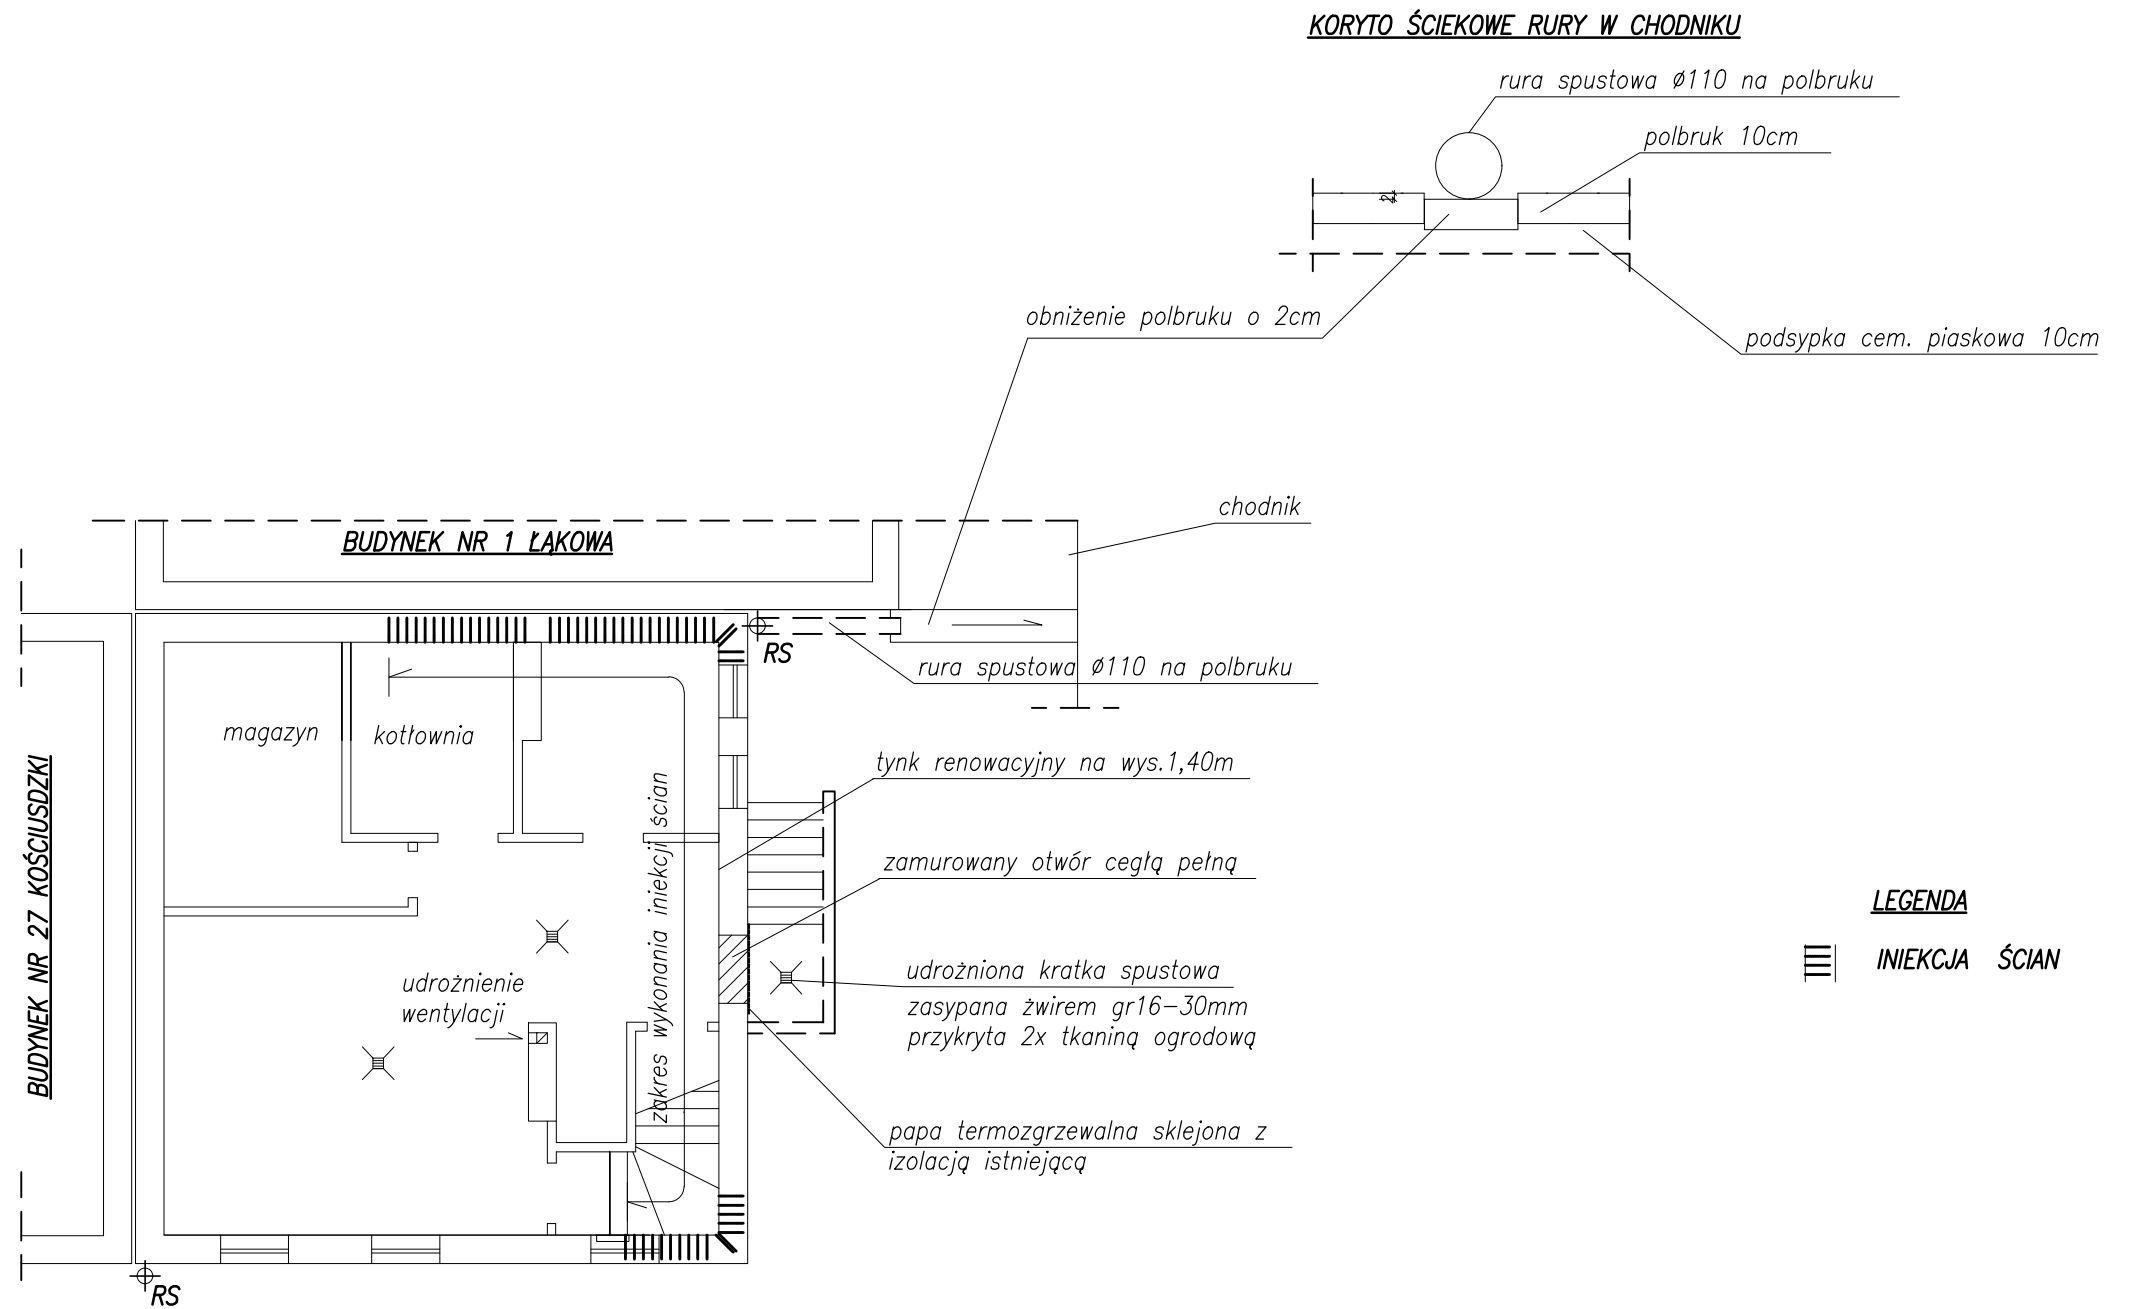 KORYTO ŚCIEKOWE RURY W CHODNIKU
rura spustowa Ø110 na polbruku
polbruk 10cm
2
obniżenie polbruku o 2cm
podsypka cem. piaskowa 10cm
chodnik
BUDYNEK NR 1 ŁĄKOWA
RS
rura spustowa Ø110 na polbruku
magazyn
kotłownia
tynk renowacyjny na wys.1,40m
zakres wykonania iniekcji ścian
BUDYNEK NR 27 KOŚCIUSDZKI
zamurowany otwór cegłą pełną
LEGENDA
INIEKCJA ŚCIAN
udrożnienie
wentylacji
udrożniona kratka spustowa
zasypana żwirem gr16-30mm
przykryta 2x tkaniną ogrodową
papa termozgrzewalna sklejona z
izolacją istniejącą
RS